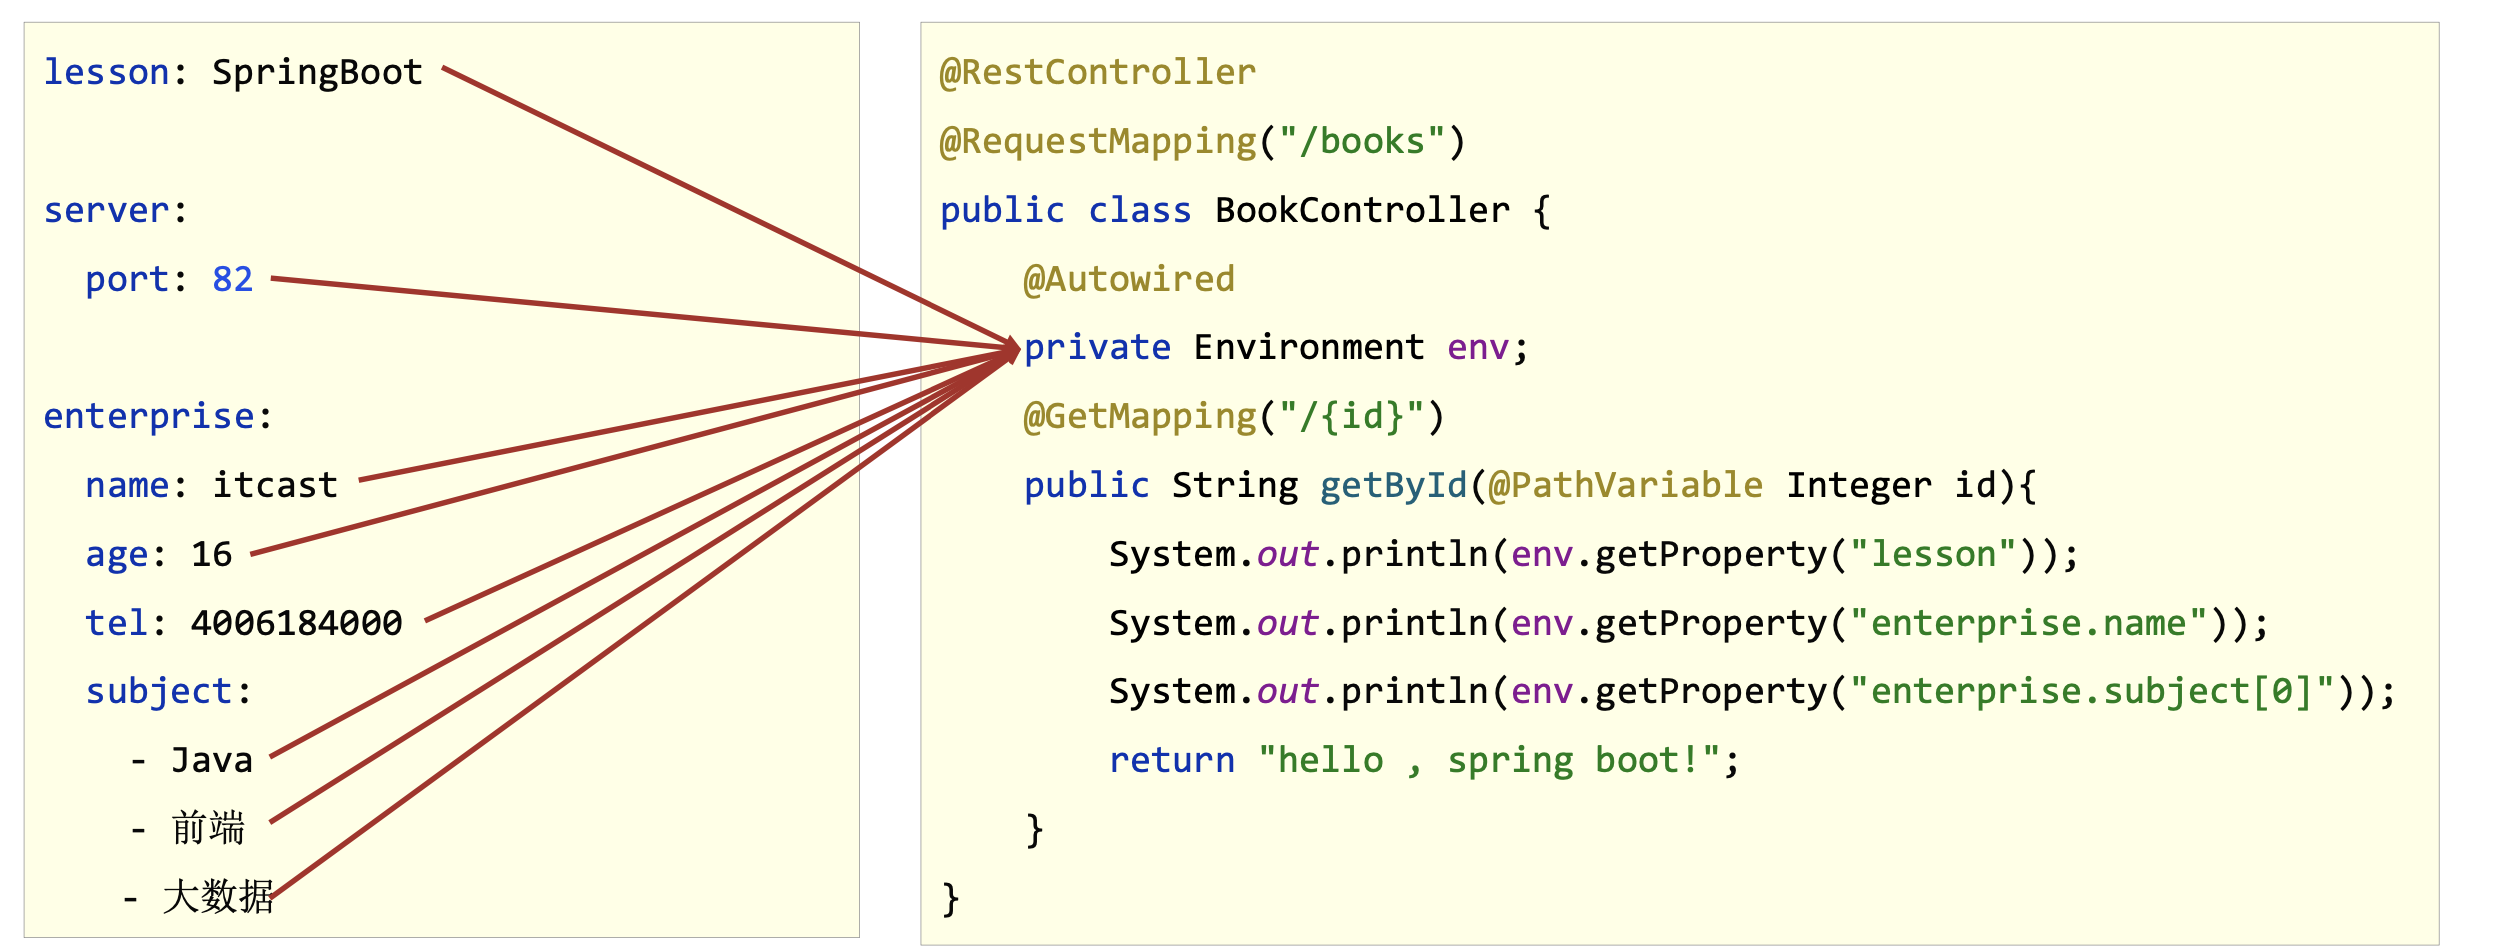 lesson: SpringBoot
server:
  port: 82
enterprise:
  name: itcast
  age: 16
  tel: 4006184000
  subject:
    - Java
    - 前端
    - 大数据
@RestController
@RequestMapping("/books")
public class BookController {
    @Autowired
    private Environment env;
    @GetMapping("/{id}")
    public String getById(@PathVariable Integer id){
        System.out.println(env.getProperty("lesson"));
        System.out.println(env.getProperty("enterprise.name"));
        System.out.println(env.getProperty("enterprise.subject[0]"));
        return "hello , spring boot!";
    }
}